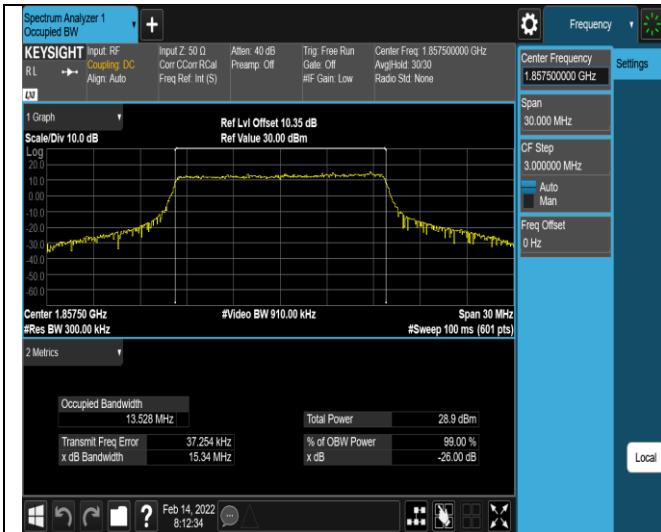 Spectrum Analyzer 1
Occupied BW
Frequency
KEYSIGHT
R L
LXI
Input: RF
Coupling: DC
Align: Auto
Input Z: 50 Ω
Corr CCorr RCal
Freq Ref: Int (S)
Atten: 40 dB
Preamp: Off
Trig: Free Run
Gate: Off
#IF Gain: Low
Center Freq: 1.857500000 GHz
Avg|Hold: 30/30
Radio Std: None
Center Frequency
1.857500000 GHz
Settings
Span
30.000 MHz
CF Step
3.000000 MHz
Auto
Man
Freq Offset
0 Hz
Local
1 Graph
Scale/Div 10.0 dB
Ref Lvl Offset 10.35 dB
Ref Value 30.00 dBm
Log
20.0
10.0
0.00
-10.0
-20.0
-30.0
-40.0
-50.0
-60.0
Center 1.85750 GHz
#Video BW 910.00 kHz
Span 30 MHz
#Res BW 300.00 kHz
#Sweep 100 ms (601 pts)
2 Metrics
Occupied Bandwidth
13.528 MHz
Total Power 28.9 dBm
Transmit Freq Error 37.254 kHz
% of OBW Power 99.00 %
x dB Bandwidth 15.34 MHz
x dB -26.00 dB
Feb 14, 2022
8:12:34